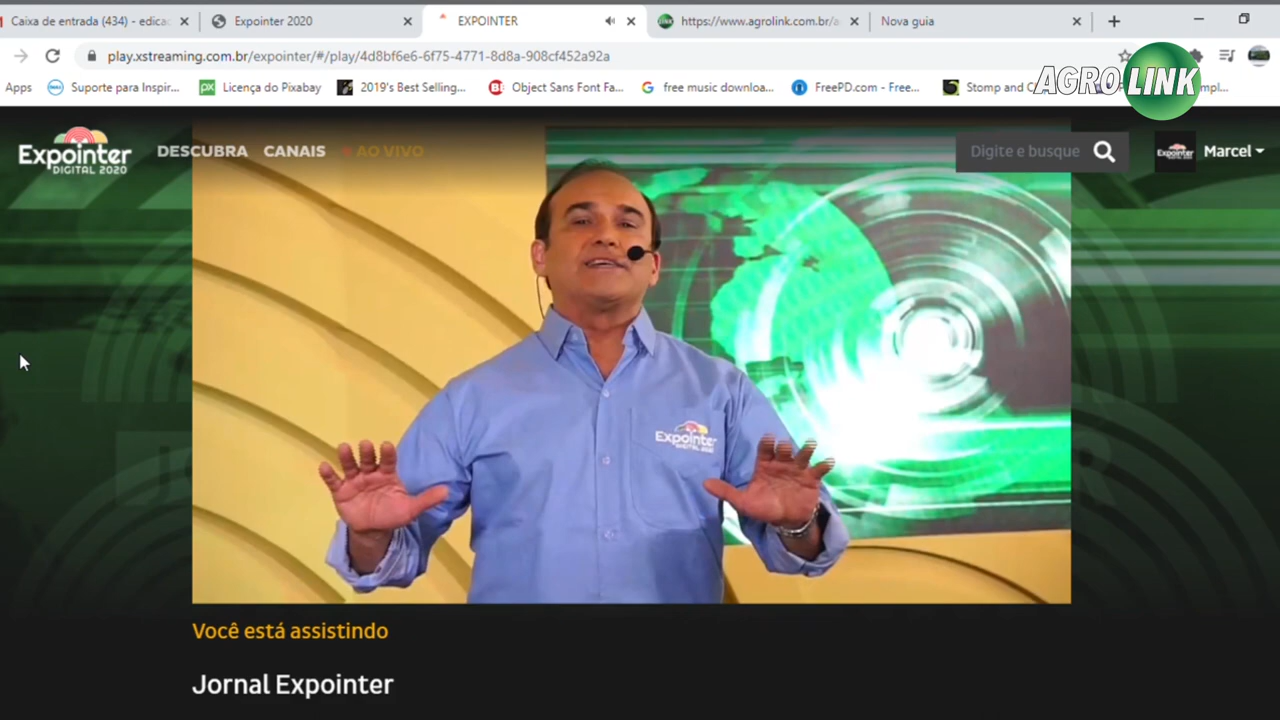 Caixa de entrada (434) - edica
Expointer 2020
EXPOINTER
https://www.agrolink.com.br/a
Nova guia
play.xstreaming.com.br/expointer/#/play/4d8bf6e6-6f75-4771-8d8a-908cf452a92a
Apps
Suporte para Inspir...
Licença do Pixabay
2019's Best Selling...
Object Sans Font Fa...
free music downloa...
FreePD.com - Free...
Stomp and C
AGROLINK
Expointer
DIGITAL 2020
DESCUBRA
CANAIS
AO VIVO
Digite e busque
Expointer
Marcel
Expointer
DIGITAL 2020
Você está assistindo
Jornal Expointer